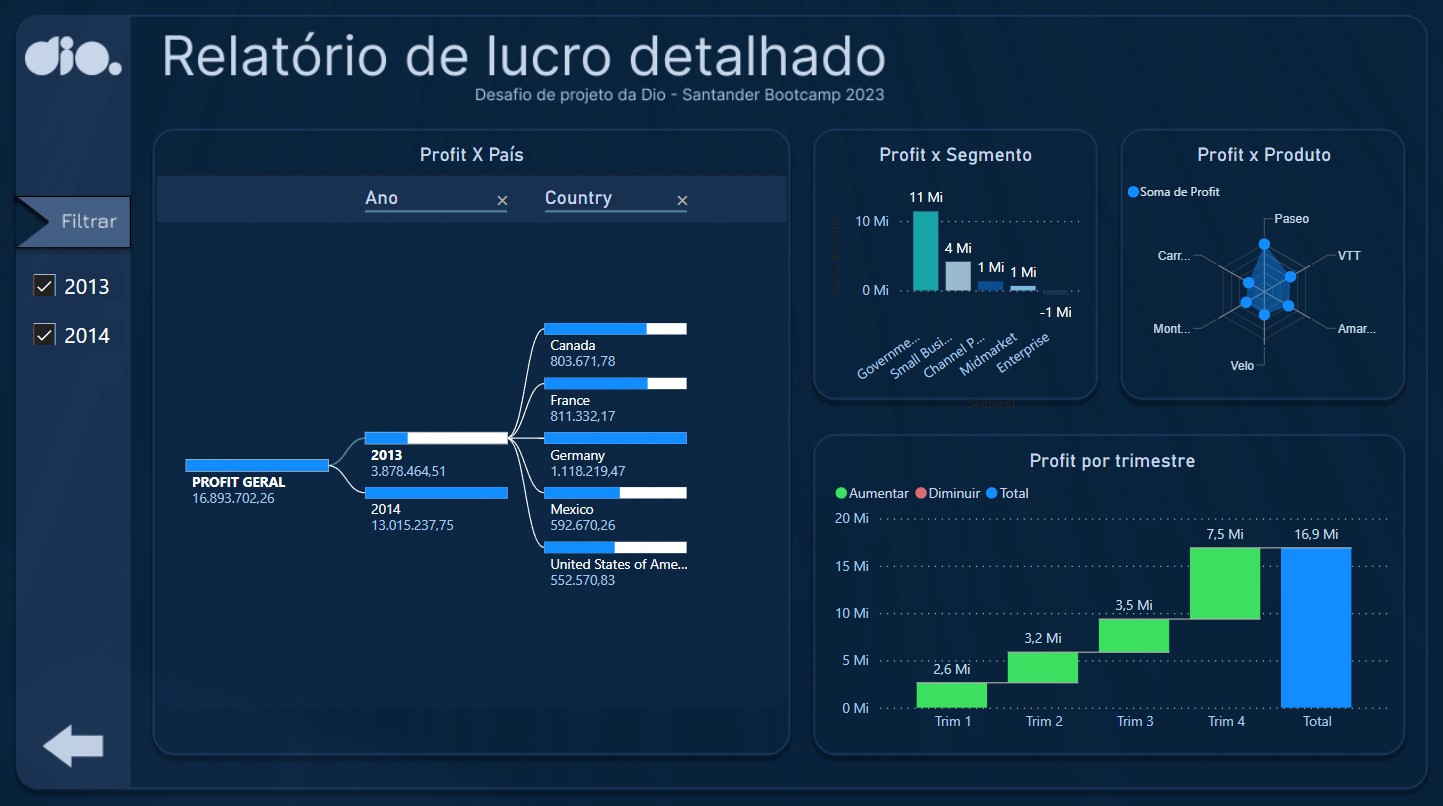 dio.
Relatório de lucro detalhado
Desafio de projeto da Dio - Santander Bootcamp 2023
Filtrar
2013
2014
Profit X País
Ano
Country
PROFIT GERAL
16.893.702,26
2013
3.878.464,51
2014
13.015.237,75
Canada
803.671,78
France
811.332,17
Germany
1.118.219,47
Mexico
592.670,26
United States of Ame...
552.570,83
Profit x Segmento
10 Mi
0 Mi
11 Mi
4 Mi
1 Mi
1 Mi
-1 Mi
Governme...
Small Busi...
Channel P...
Midmarket
Enterprise
Segment
Profit x Produto
Soma de Profit
Paseo
VTT
Amar...
Velo
Mont...
Carr...
Profit por trimestre
Aumentar Diminuir Total
20 Mi
15 Mi
10 Mi
5 Mi
0 Mi
2,6 Mi
3,2 Mi
3,5 Mi
7,5 Mi
16,9 Mi
Trim 1
Trim 2
Trim 3
Trim 4
Total